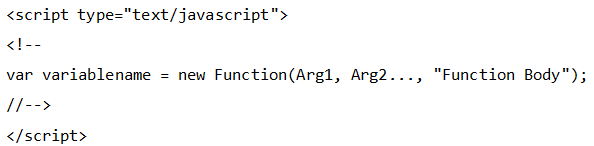 <script type="text/javascript">
<!--
var variablename = new Function(Arg1, Arg2..., "Function Body");
//-->
</script>